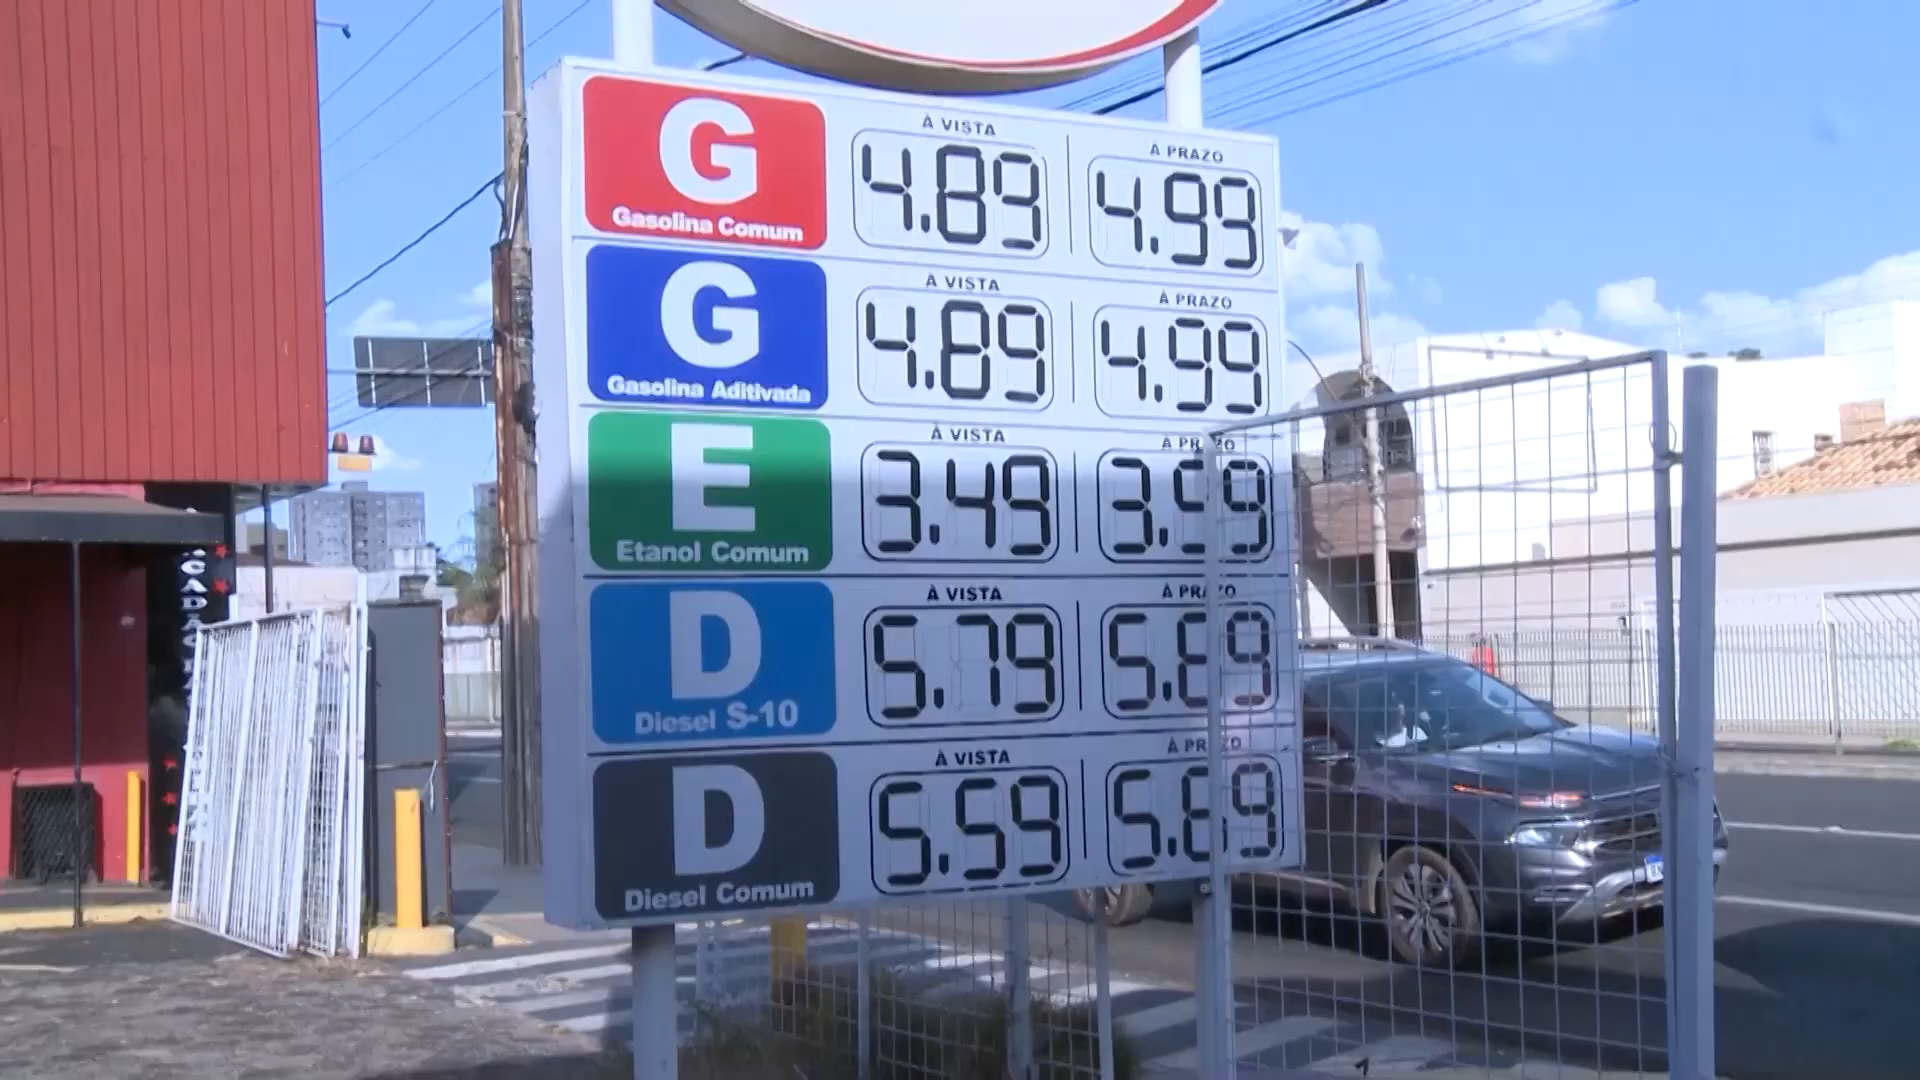 À VISTA
À PRAZO
G
4.89
4.99
Gasolina Comum
À VISTA
À PRAZO
G
4.89
4.99
Gasolina Aditivada
À VISTA
À PRAZO
E
3.49
3.59
Etanol Comum
À VISTA
À PRAZO
D
5.79
5.89
Diesel S-10
À VISTA
À PRAZO
D
5.59
5.69
Diesel Comum